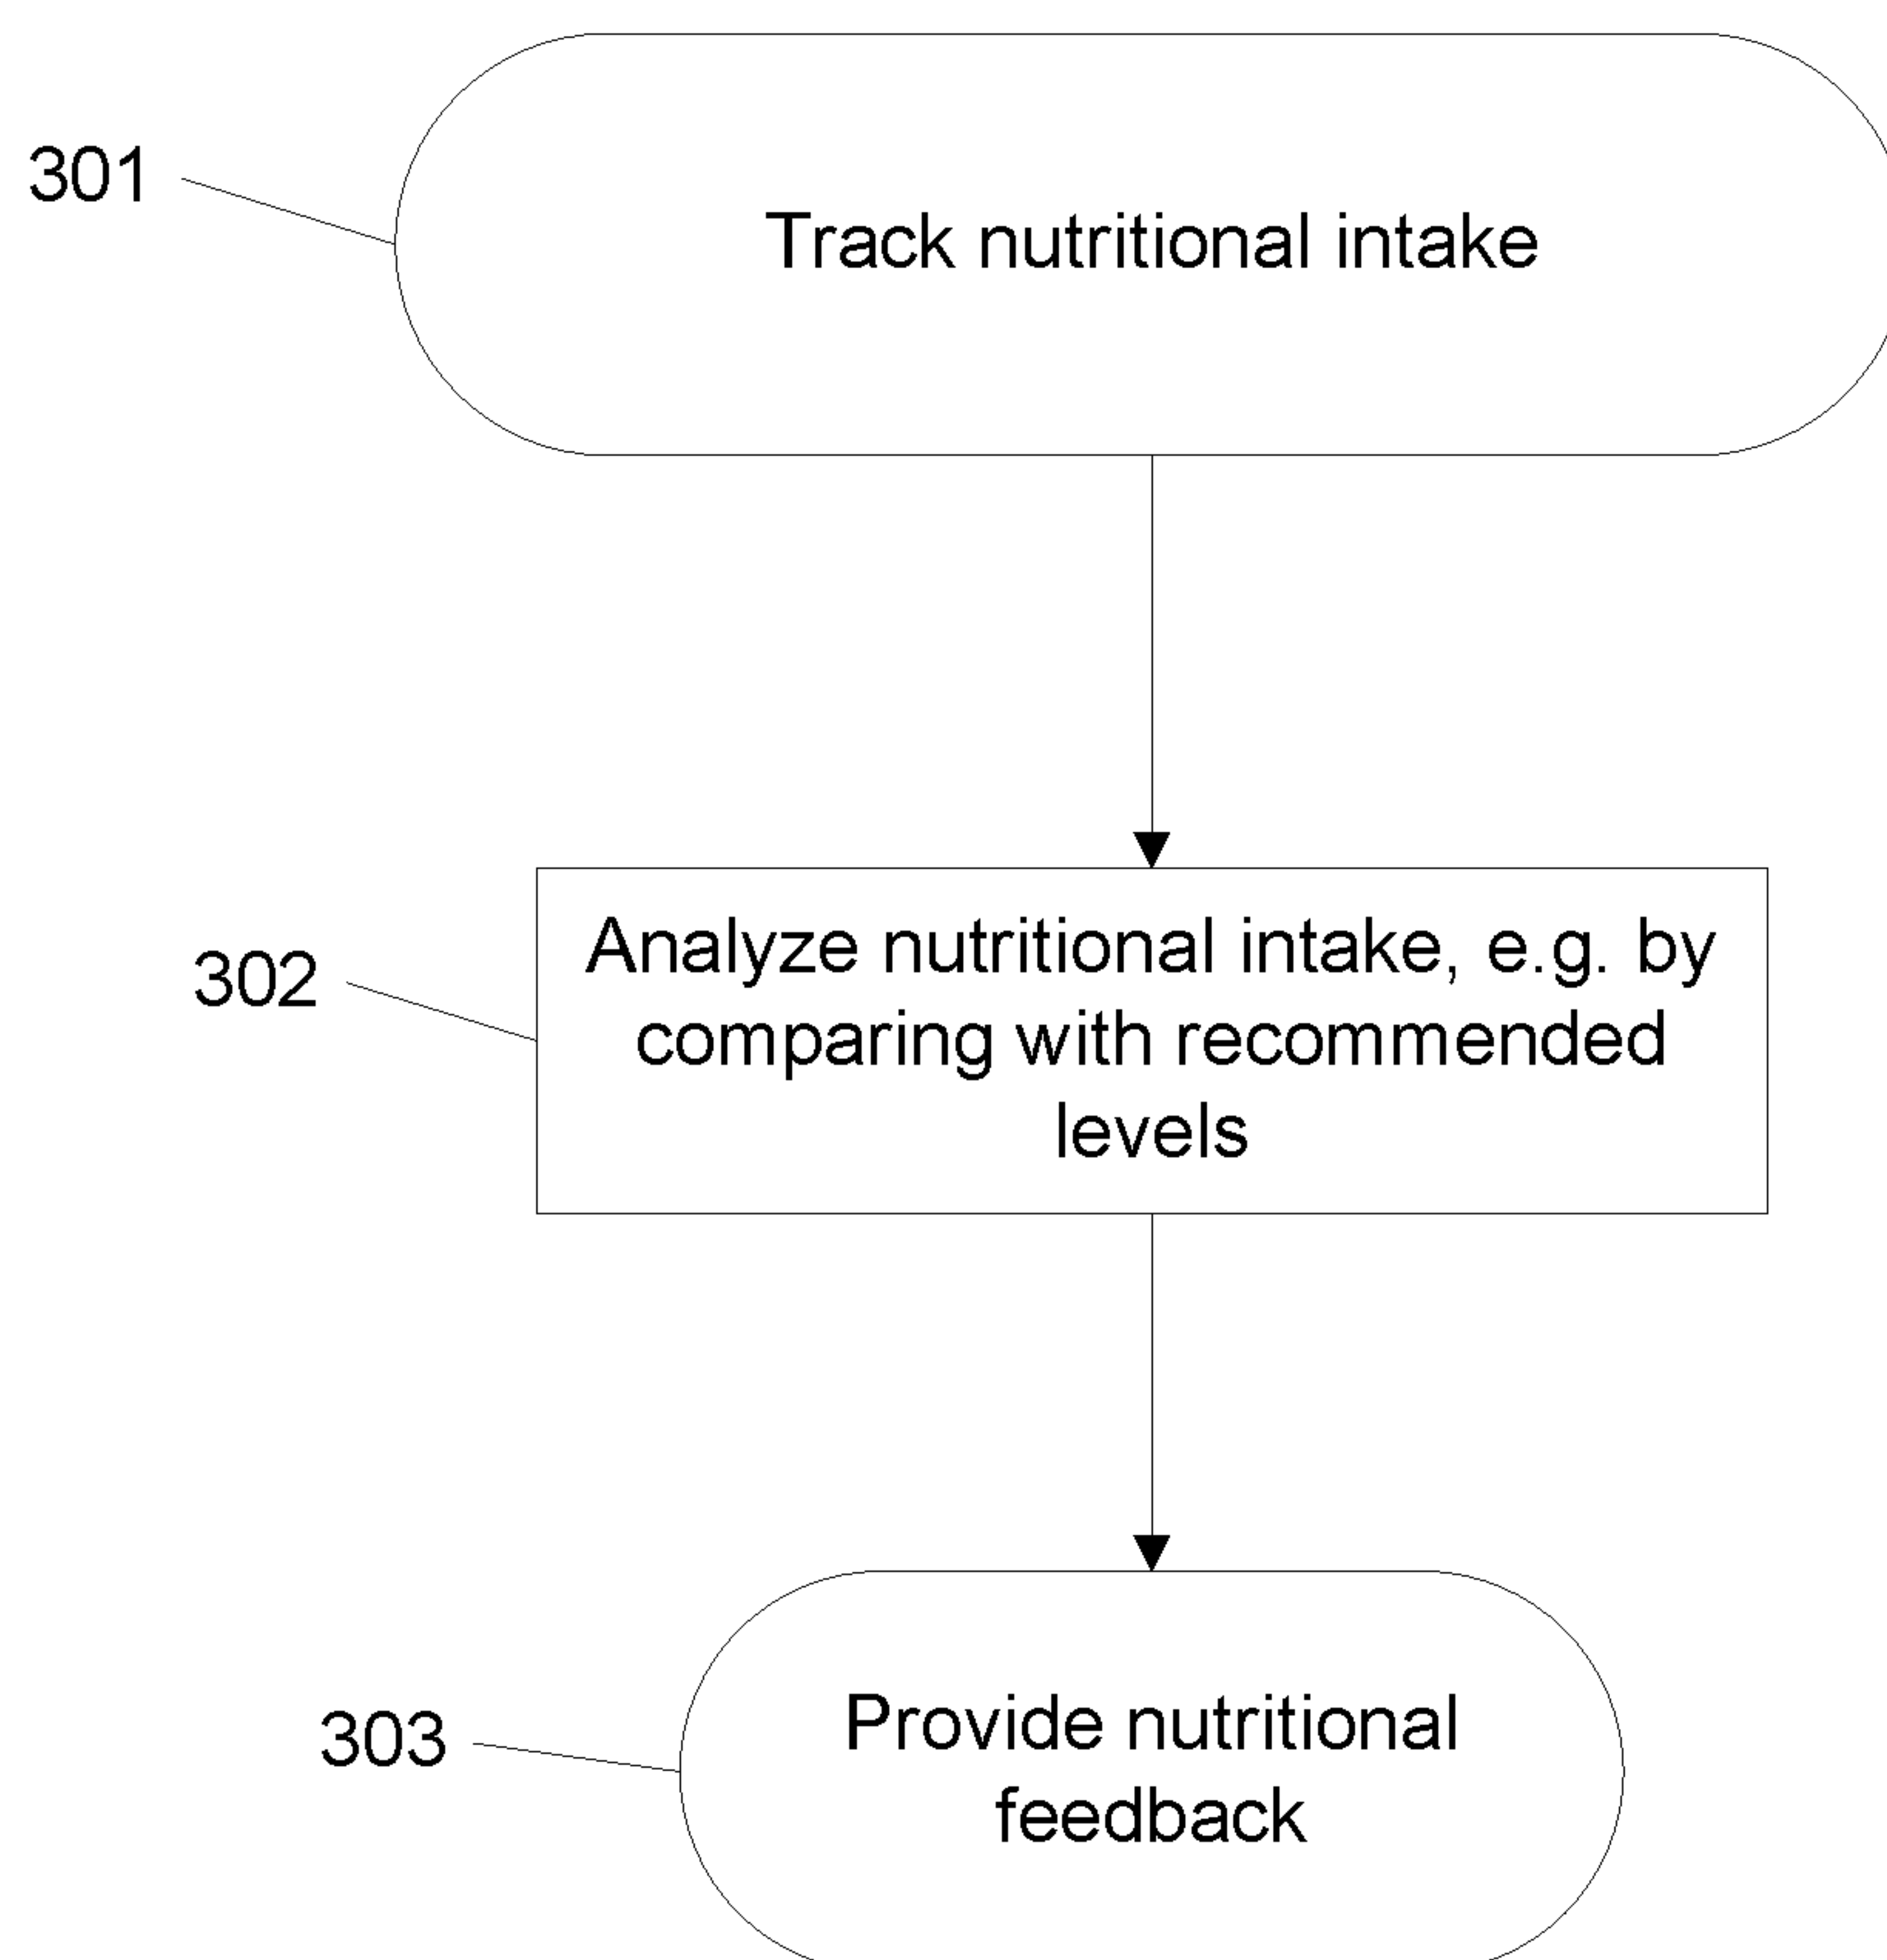 301
Track nutritional intake
302
Analyze nutritional intake, e.g. by
comparing with recommended
levels
303
Provide nutritional
feedback